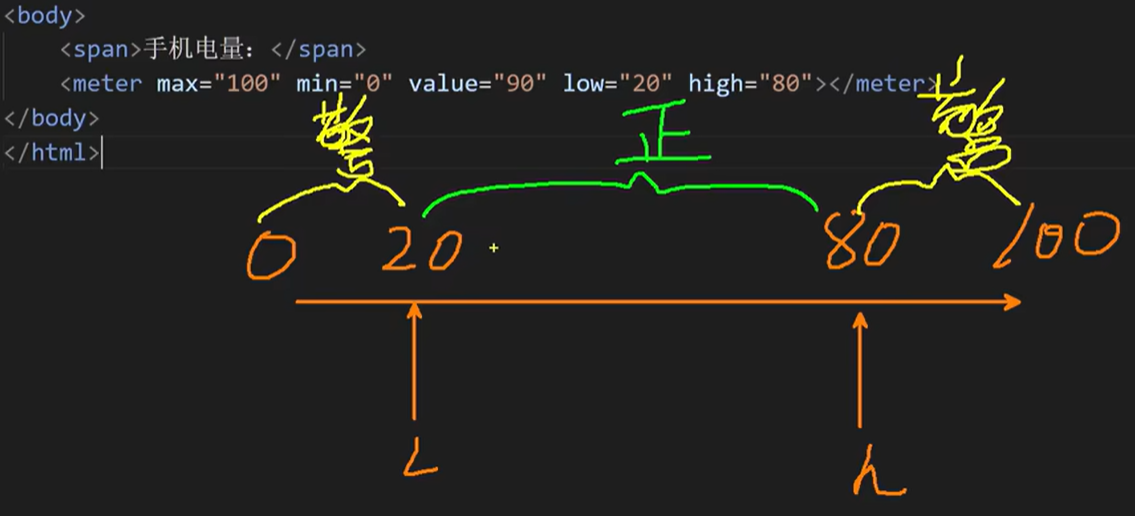 <body>
<span>手机电量：</span>
<meter max="100" min="0" value="90" low="20" high="80"></meter>
</body>
</html>
警 正 警
0 20 80 100
L h